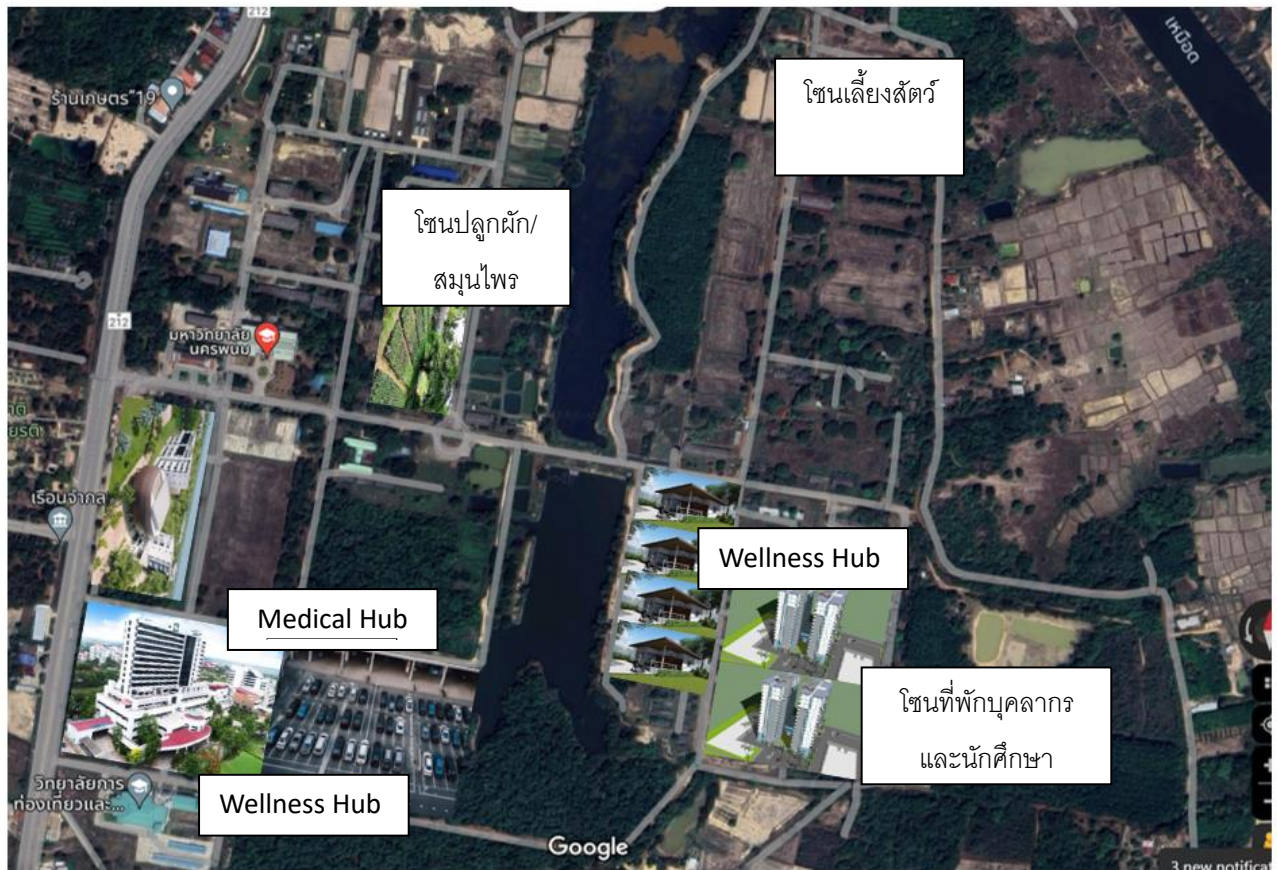 212
เหมือด
ร้านเกษตร"19
โซนเลี้ยงสัตว์
โซนปลูกผัก/
สมุนไพร
212
มหาวิทยาลัย
นครพนม
เรือนจำกล
Wellness Hub
Medical Hub
โซนที่พักบุคลากร
และนักศึกษา
วิทยาลัยการ
ท่องเที่ยวและ...
Wellness Hub
Google
3 new notificat